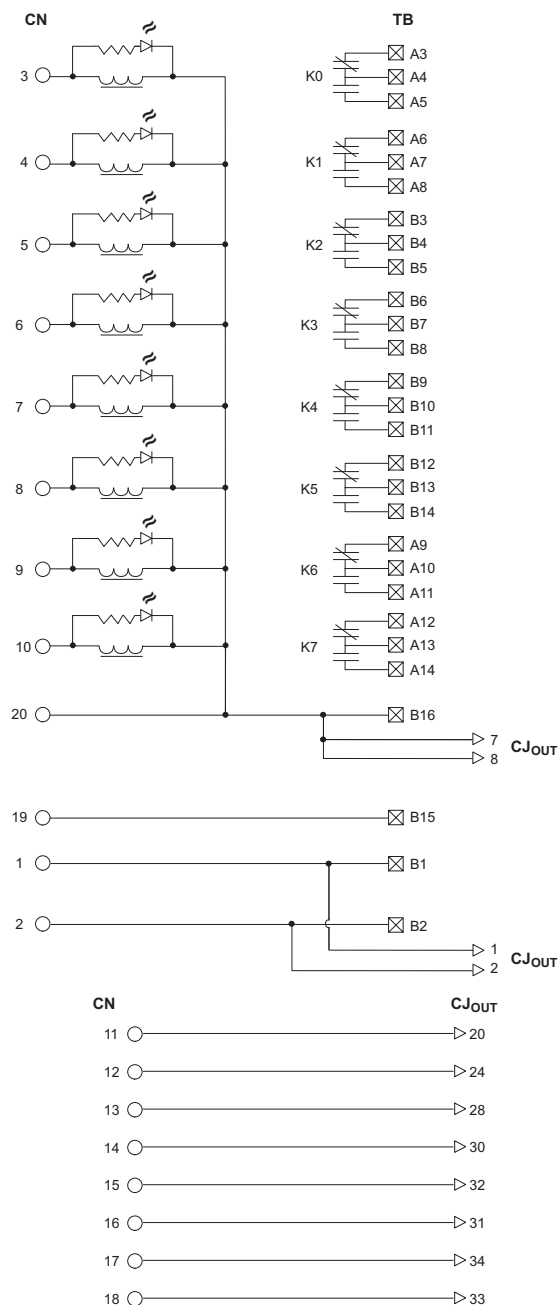 CN TB
3 K0 A3
A4
A5
4 K1 A6
A7
A8
5 K2 B3
B4
B5
6 K3 B6
B7
B8
7 K4 B9
B10
B11
8 K5 B12
B13
B14
9 K6 A9
A10
A11
10 K7 A12
A13
A14
20 B16
7 CJOUT
8
19 B15
1 B1
2 B2
1 CJOUT
2
CN CJOUT
11 20
12 24
13 28
14 30
15 32
16 31
17 34
18 33